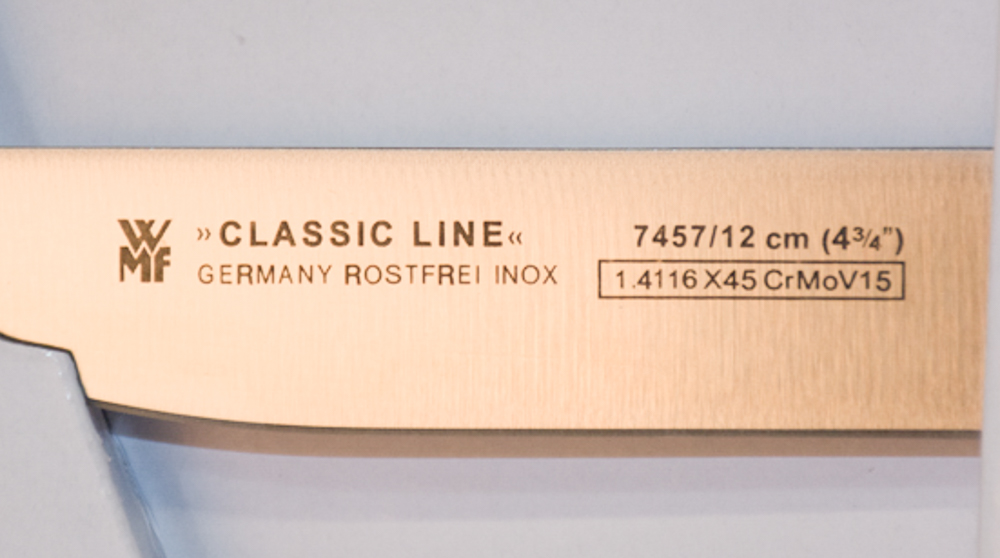 WMF
»CLASSIC LINE«
GERMANY ROSTFREI INOX
7457/12 cm (4¾")
1.4116 X45 CrMoV15